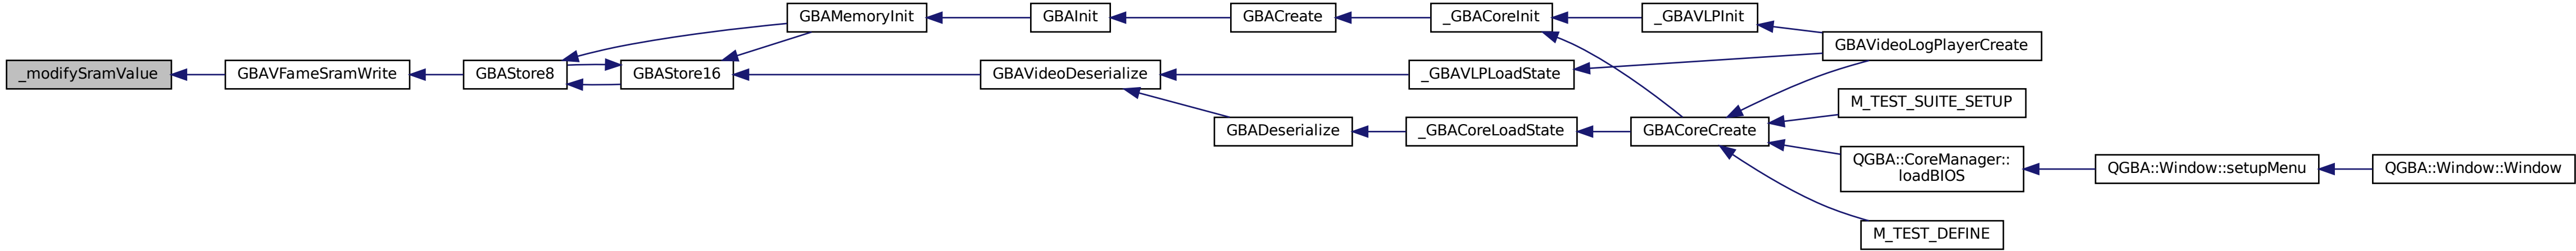 _modifySramValue
GBAVFameSramWrite
GBAStore8
GBAStore16
GBAMemoryInit
GBAInit
GBACreate
_GBACoreInit
_GBAVLPInit
GBAVideoLogPlayerCreate
GBAVideoDeserialize
_GBAVLPLoadState
GBADeserialize
_GBACoreLoadState
GBACoreCreate
M_TEST_SUITE_SETUP
QGBA::CoreManager::
loadBIOS
QGBA::Window::setupMenu
QGBA::Window::Window
M_TEST_DEFINE